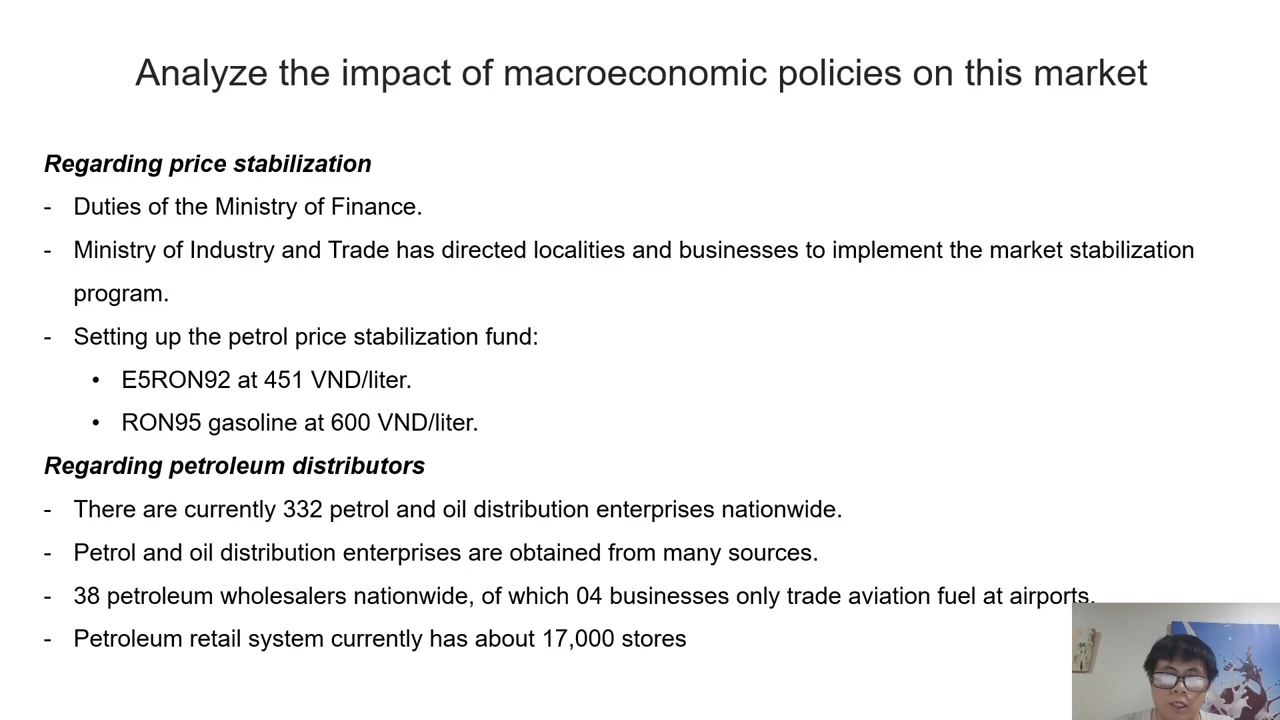 Analyze the impact of macroeconomic policies on this market
Regarding price stabilization
- Duties of the Ministry of Finance.
- Ministry of Industry and Trade has directed localities and businesses to implement the market stabilization
program.
- Setting up the petrol price stabilization fund:
• E5RON92 at 451 VND/liter.
• RON95 gasoline at 600 VND/liter.
Regarding petroleum distributors
- There are currently 332 petrol and oil distribution enterprises nationwide.
- Petrol and oil distribution enterprises are obtained from many sources.
- 38 petroleum wholesalers nationwide, of which 04 businesses only trade aviation fuel at airports.
- Petroleum retail system currently has about 17,000 stores